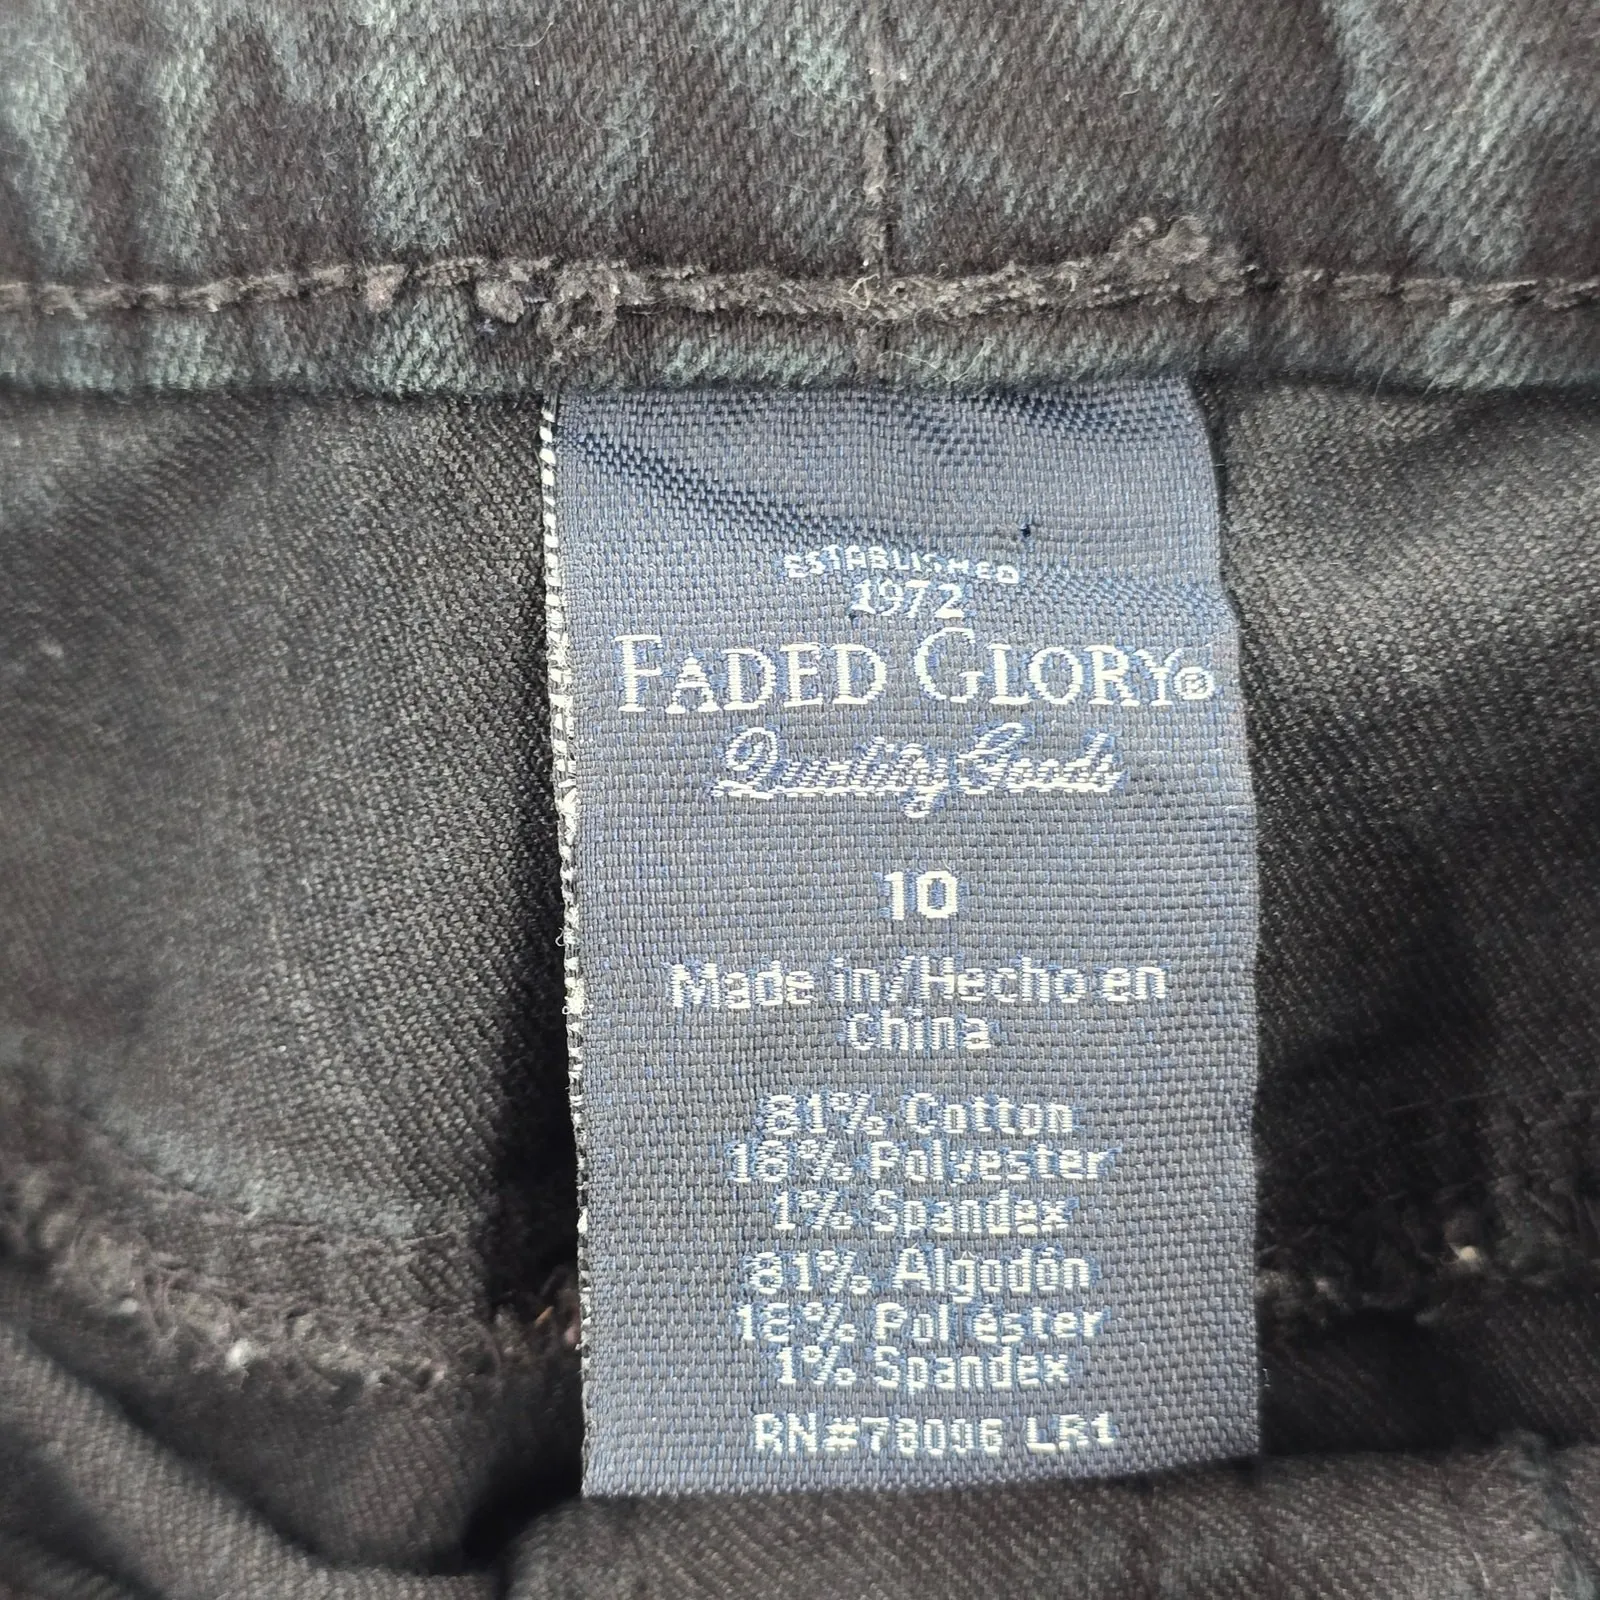 ESTABLISHED
1972
FADED GLORY®
Quality Goods
10
Made in/Hecho en
China
81% Cotton
18% Polyester
1% Spandex
81% Algodón
18% Poliéster
1% Spandex
RN#78096 LR1